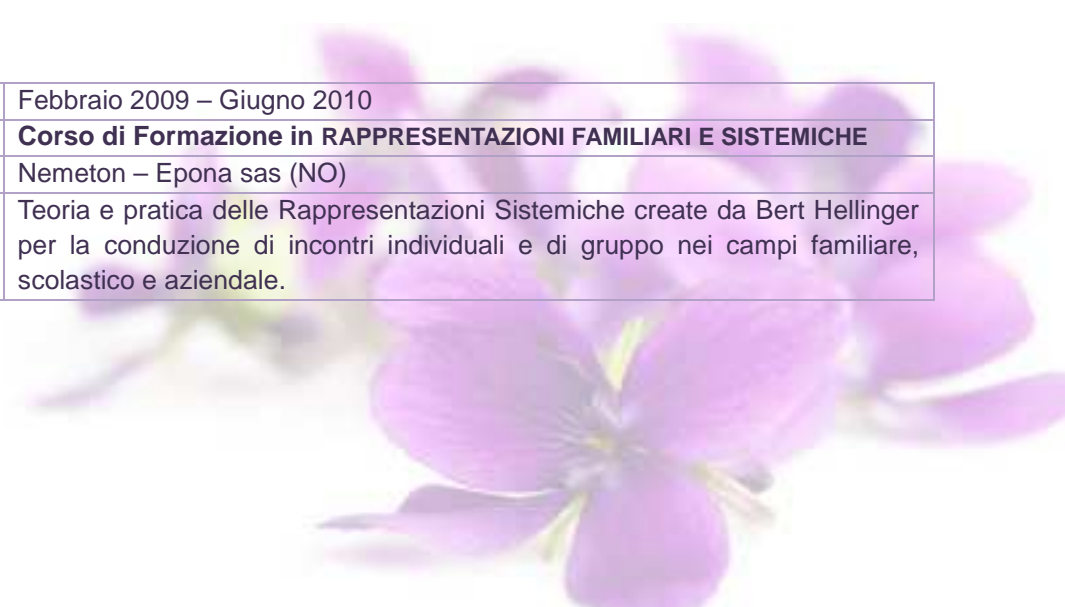 Febbraio 2009 – Giugno 2010
Corso di Formazione in RAPPRESENTAZIONI FAMILIARI E SISTEMICHE
Nemeton – Epona sas (NO)
Teoria e pratica delle Rappresentazioni Sistemiche create da Bert Hellinger
per la conduzione di incontri individuali e di gruppo nei campi familiare,
scolastico e aziendale.